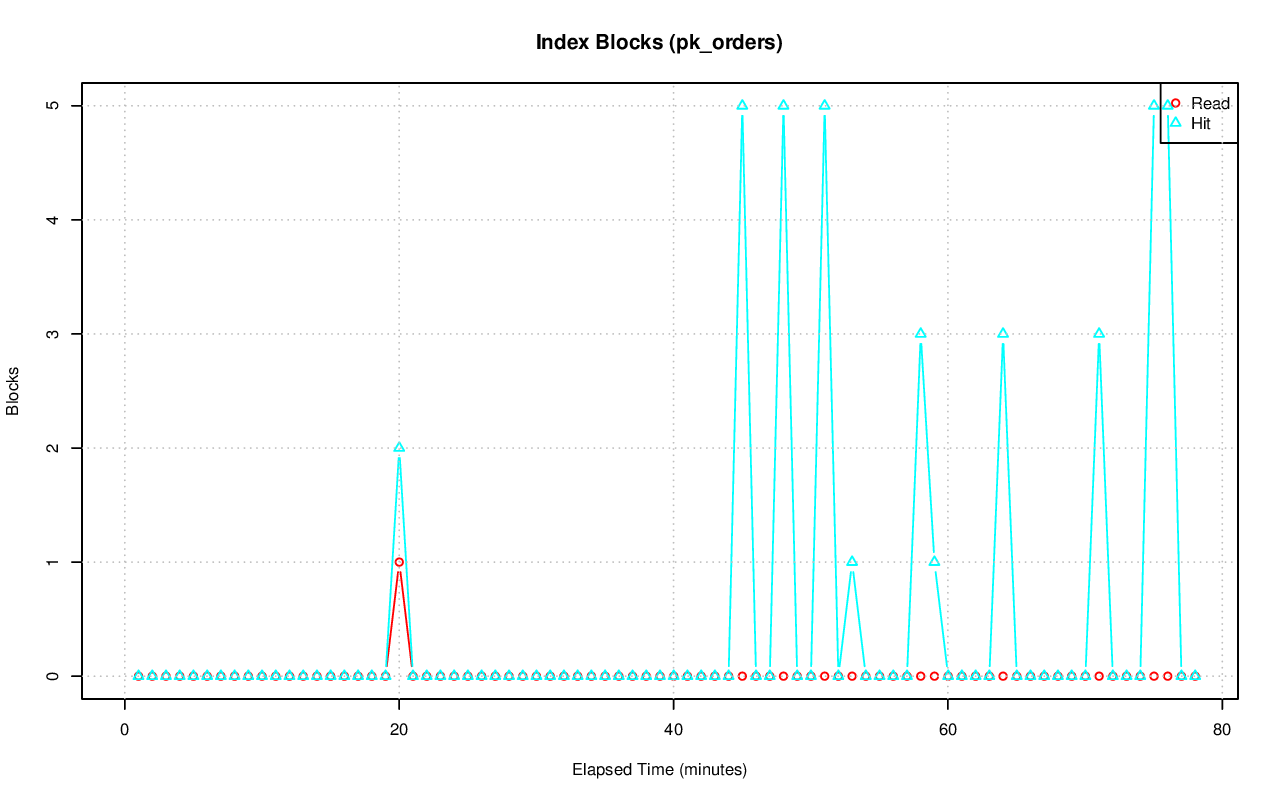 Index Blocks (pk_orders)
Read
Hit
5
4
3
2
1
0
Blocks
0 20 40 60 80
Elapsed Time (minutes)